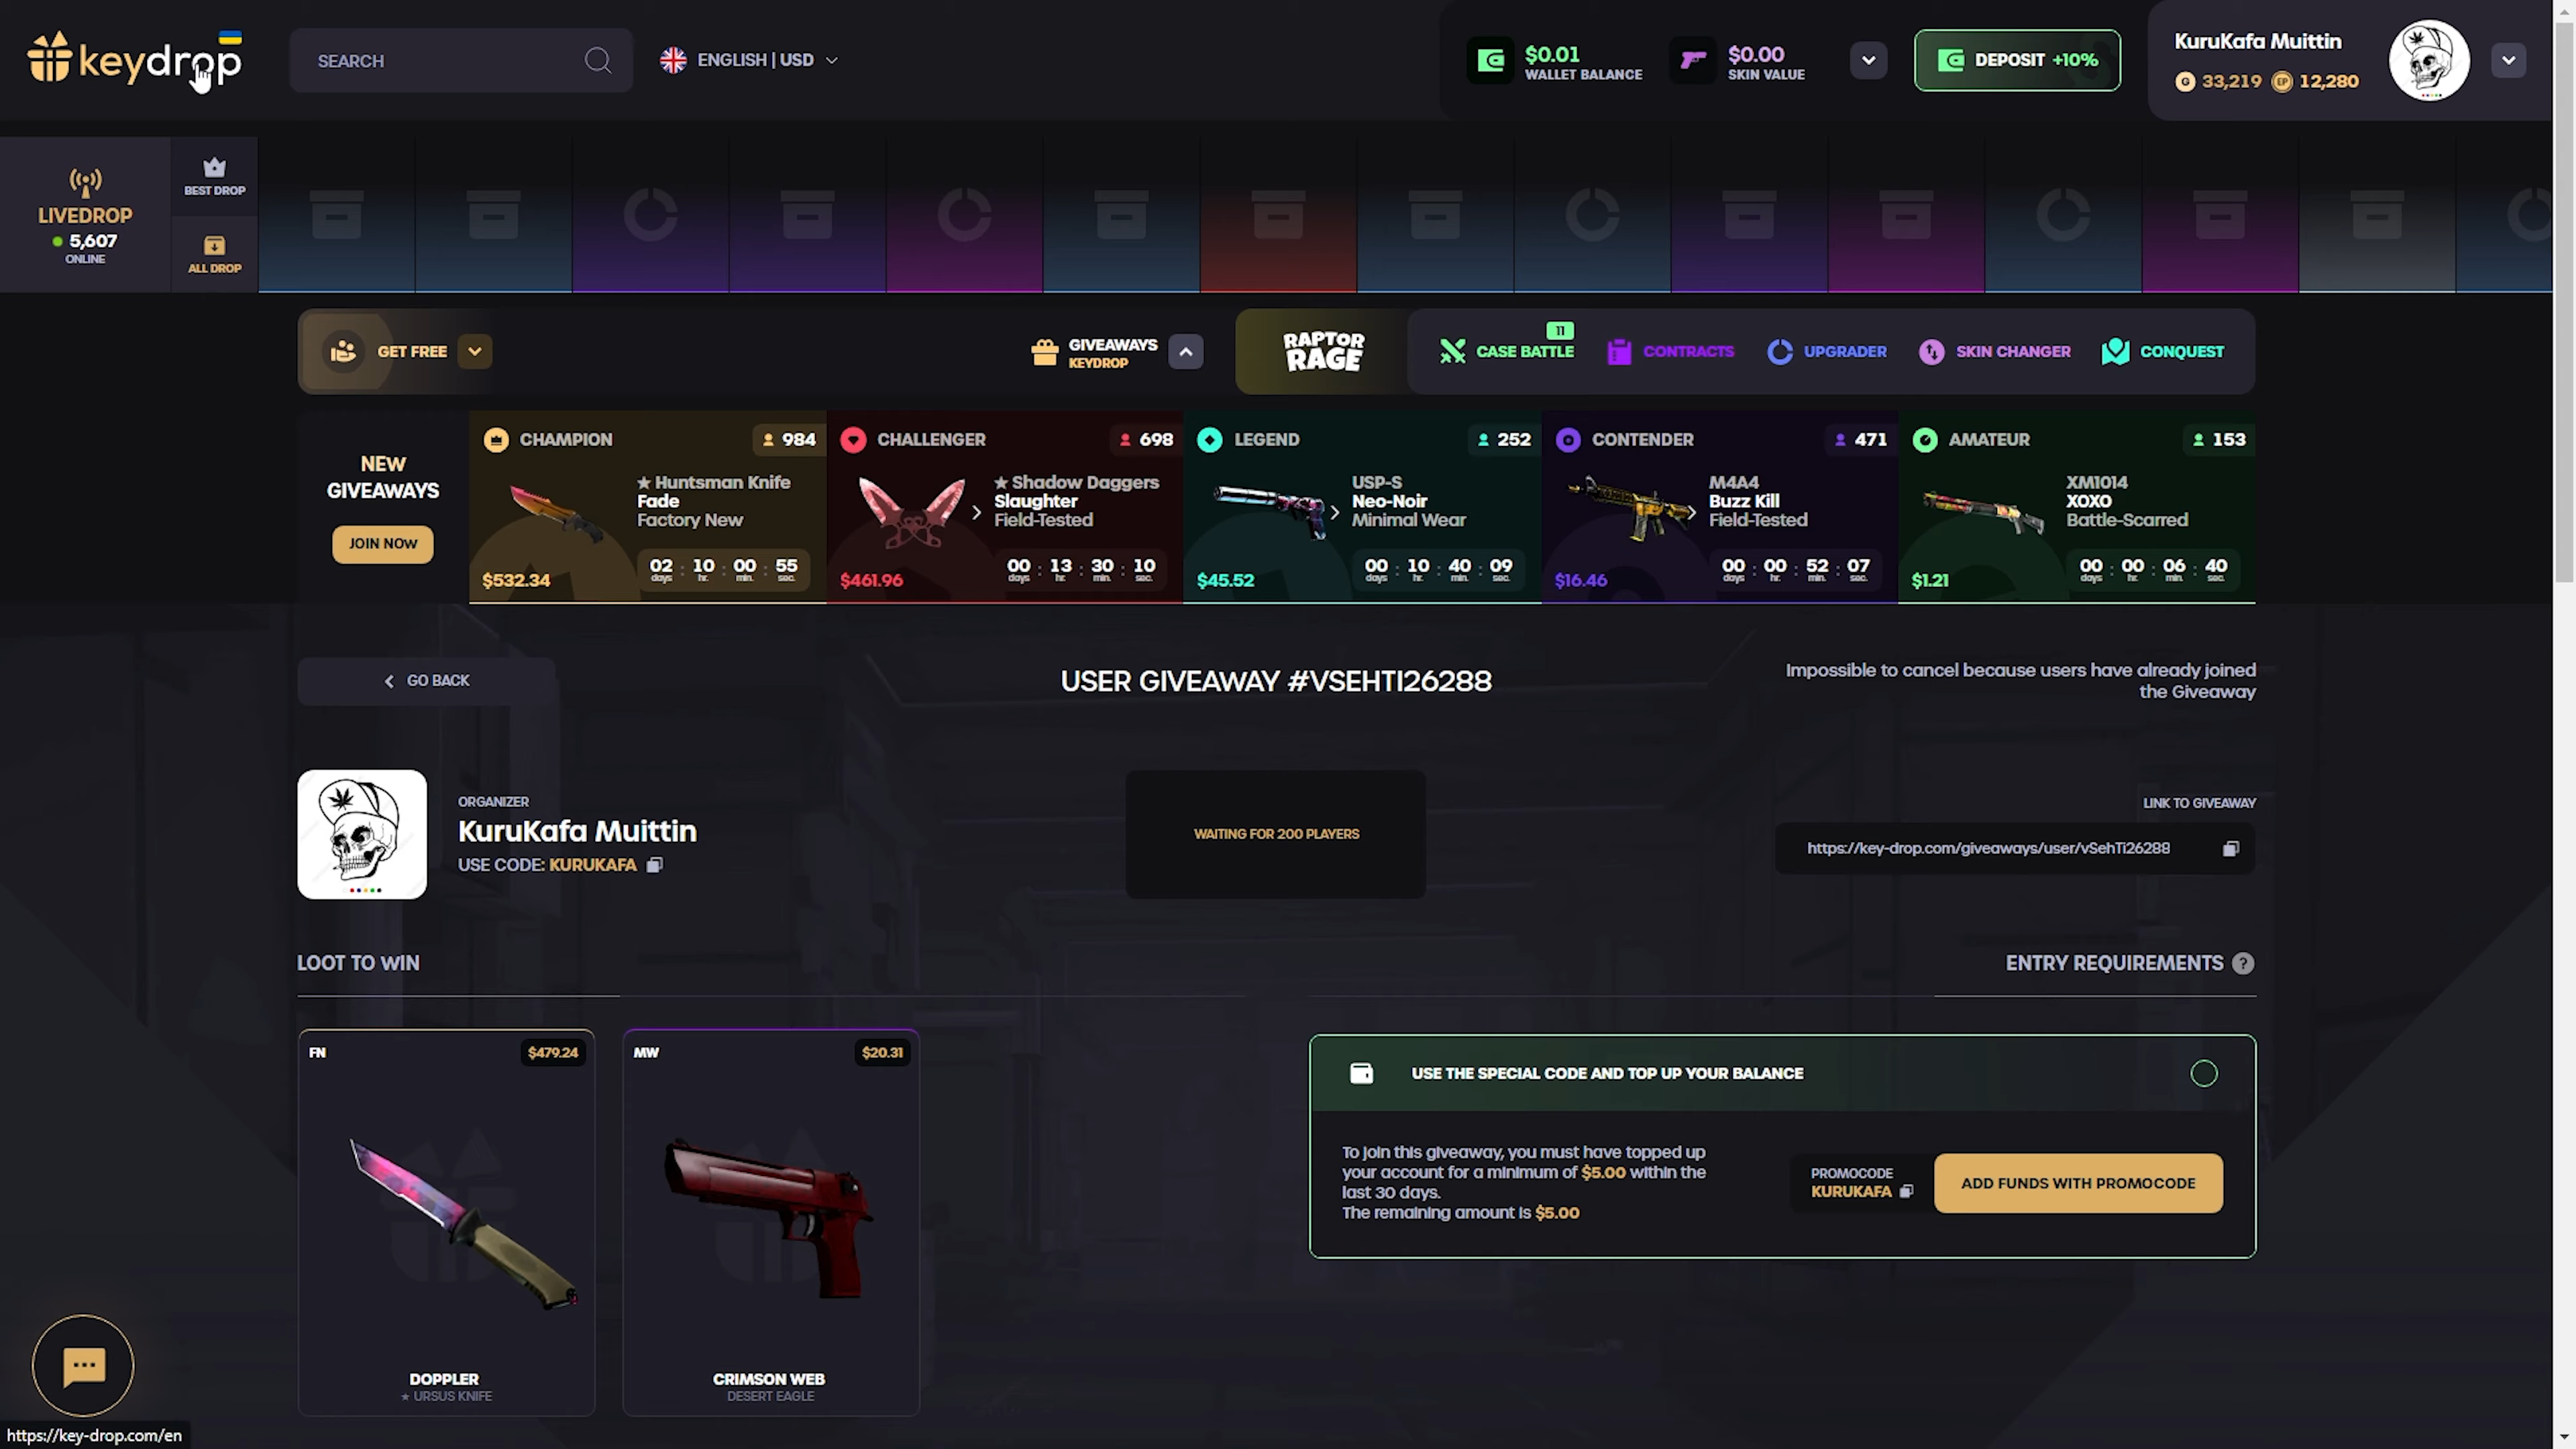 keydrop
SEARCH
ENGLISH | USD
$0.01
WALLET BALANCE
$0.00
SKIN VALUE
DEPOSIT +10%
KuruKafa Muittin
G 33,219 EP 12,280
LIVEDROP
5,607
ONLINE
BEST DROP
ALL DROP
GET FREE
GIVEAWAYS
KEYDROP
RAPTOR
RAGE
CASE BATTLE
11
CONTRACTS
UPGRADER
SKIN CHANGER
CONQUEST
NEW
GIVEAWAYS
JOIN NOW
CHAMPION
984
★ Huntsman Knife
Fade
Factory New
$532.34
02 : 10 : 00 : 55
days hr. min. sec.
CHALLENGER
698
★ Shadow Daggers
Slaughter
Field-Tested
$461.96
00 : 13 : 30 : 10
days hr. min. sec.
LEGEND
252
USP-S
Neo-Noir
Minimal Wear
$45.52
00 : 10 : 40 : 09
days hr. min. sec.
CONTENDER
471
M4A4
Buzz Kill
Field-Tested
$16.46
00 : 00 : 52 : 07
days hr. min. sec.
AMATEUR
153
XM1014
XOXO
Battle-Scarred
$1.21
00 : 00 : 06 : 40
days hr. min. sec.
GO BACK
USER GIVEAWAY #VSEHTI26288
Impossible to cancel because users have already joined
the Giveaway
ORGANIZER
KuruKafa Muittin
USE CODE: KURUKAFA
WAITING FOR 200 PLAYERS
LINK TO GIVEAWAY
https://key-drop.com/giveaways/user/vSehTi26288
LOOT TO WIN
ENTRY REQUIREMENTS ?
FN
$479.24
DOPPLER
★ URSUS KNIFE
MW
$20.31
CRIMSON WEB
DESERT EAGLE
USE THE SPECIAL CODE AND TOP UP YOUR BALANCE
To join this giveaway, you must have topped up
your account for a minimum of $5.00 within the
last 30 days.
The remaining amount is $5.00
PROMOCODE
KURUKAFA
ADD FUNDS WITH PROMOCODE
https://key-drop.com/en